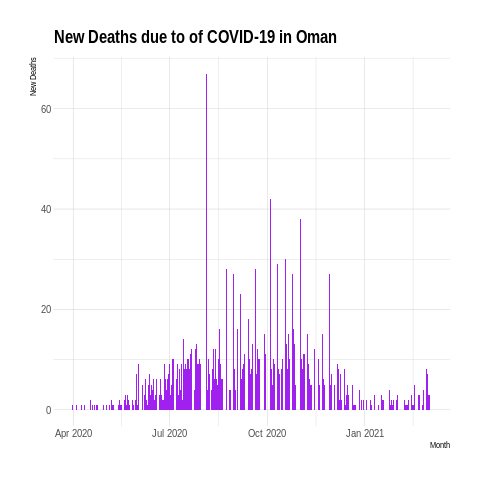 New Deaths due to of COVID-19 in Oman
New Deaths
60
40
20
0
Apr 2020 Jul 2020 Oct 2020 Jan 2021
Month